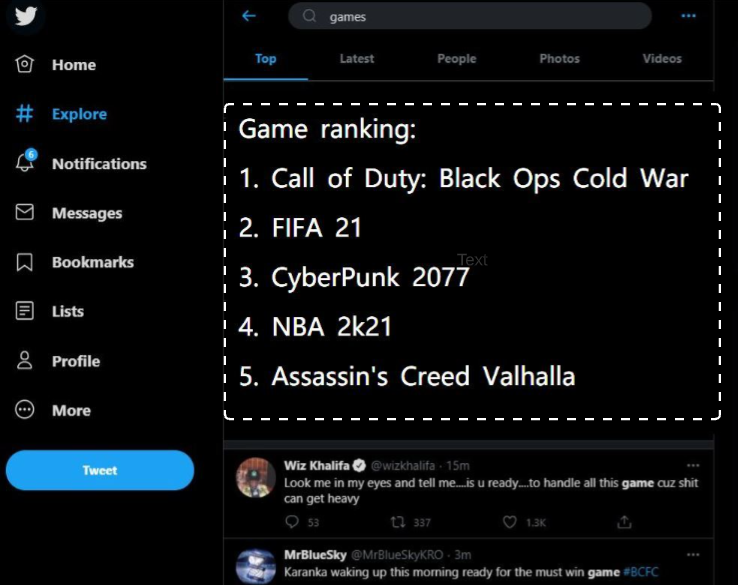 games
Top Latest People Photos Videos
Home
Explore
6
Notifications
Messages
Bookmarks
Lists
Profile
More
Tweet
Game ranking:
1. Call of Duty: Black Ops Cold War
2. FIFA 21
Text
3. CyberPunk 2077
4. NBA 2k21
5. Assassin's Creed Valhalla
Wiz Khalifa @wizkhalifa · 15m
Look me in my eyes and tell me....is u ready....to handle all this game cuz shit
can get heavy
53 337 1.3K
MrBlueSky @MrBlueSkyKRO · 3m
Karanka waking up this morning ready for the must win game #BCFC